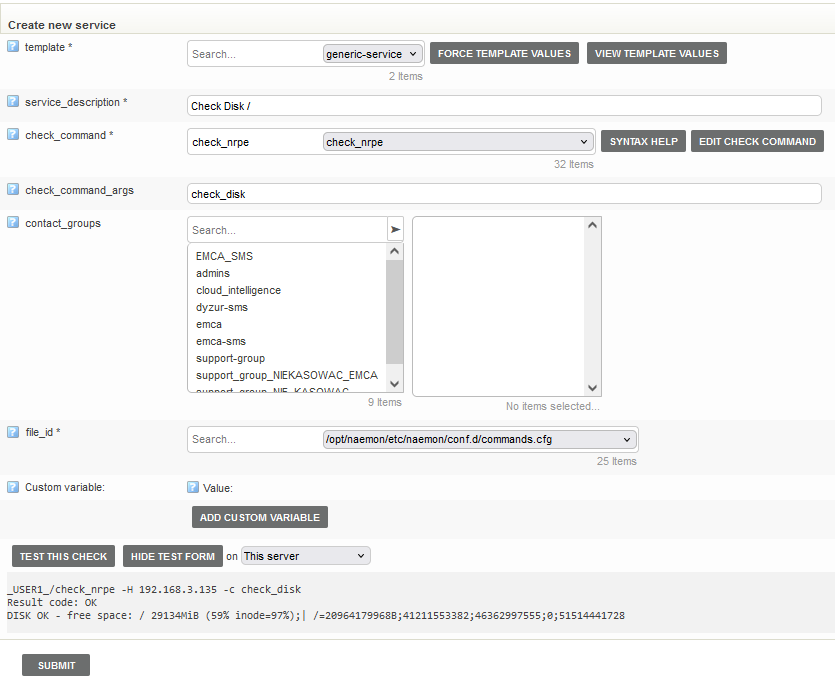 Create new service
template *
Search...
generic-service
FORCE TEMPLATE VALUES
VIEW TEMPLATE VALUES
2 Items
service_description *
Check Disk /
check_command *
check_nrpe
check_nrpe
SYNTAX HELP
EDIT CHECK COMMAND
32 Items
check_command_args
check_disk
contact_groups
Search...
EMCA_SMS
admins
cloud_intelligence
dyzur-sms
emca
emca-sms
support-group
support_group_NIEKASOWAC_EMCA
support_group_NIE_KASOWAC
9 Items
No items selected...
file_id *
Search...
/opt/naemon/etc/naemon/conf.d/commands.cfg
25 Items
Custom variable:
Value:
ADD CUSTOM VARIABLE
TEST THIS CHECK
HIDE TEST FORM
on
This server
_USER1_/check_nrpe -H 192.168.3.135 -c check_disk
Result code: OK
DISK OK - free space: / 29134MiB (59% inode=97%);| /=20964179968B;41211553382;46362997555;0;51514441728
SUBMIT